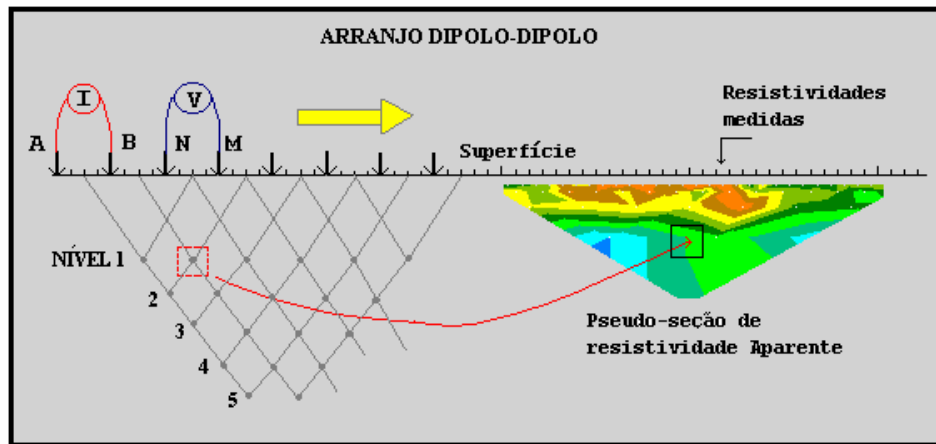 ARRANJO DIPOLO-DIPOLO
I
V
A
B
N
M
Resistividades
medidas
Superfície
NÍVEL 1
2
3
4
5
Pseudo-seção de
resistividade Aparente